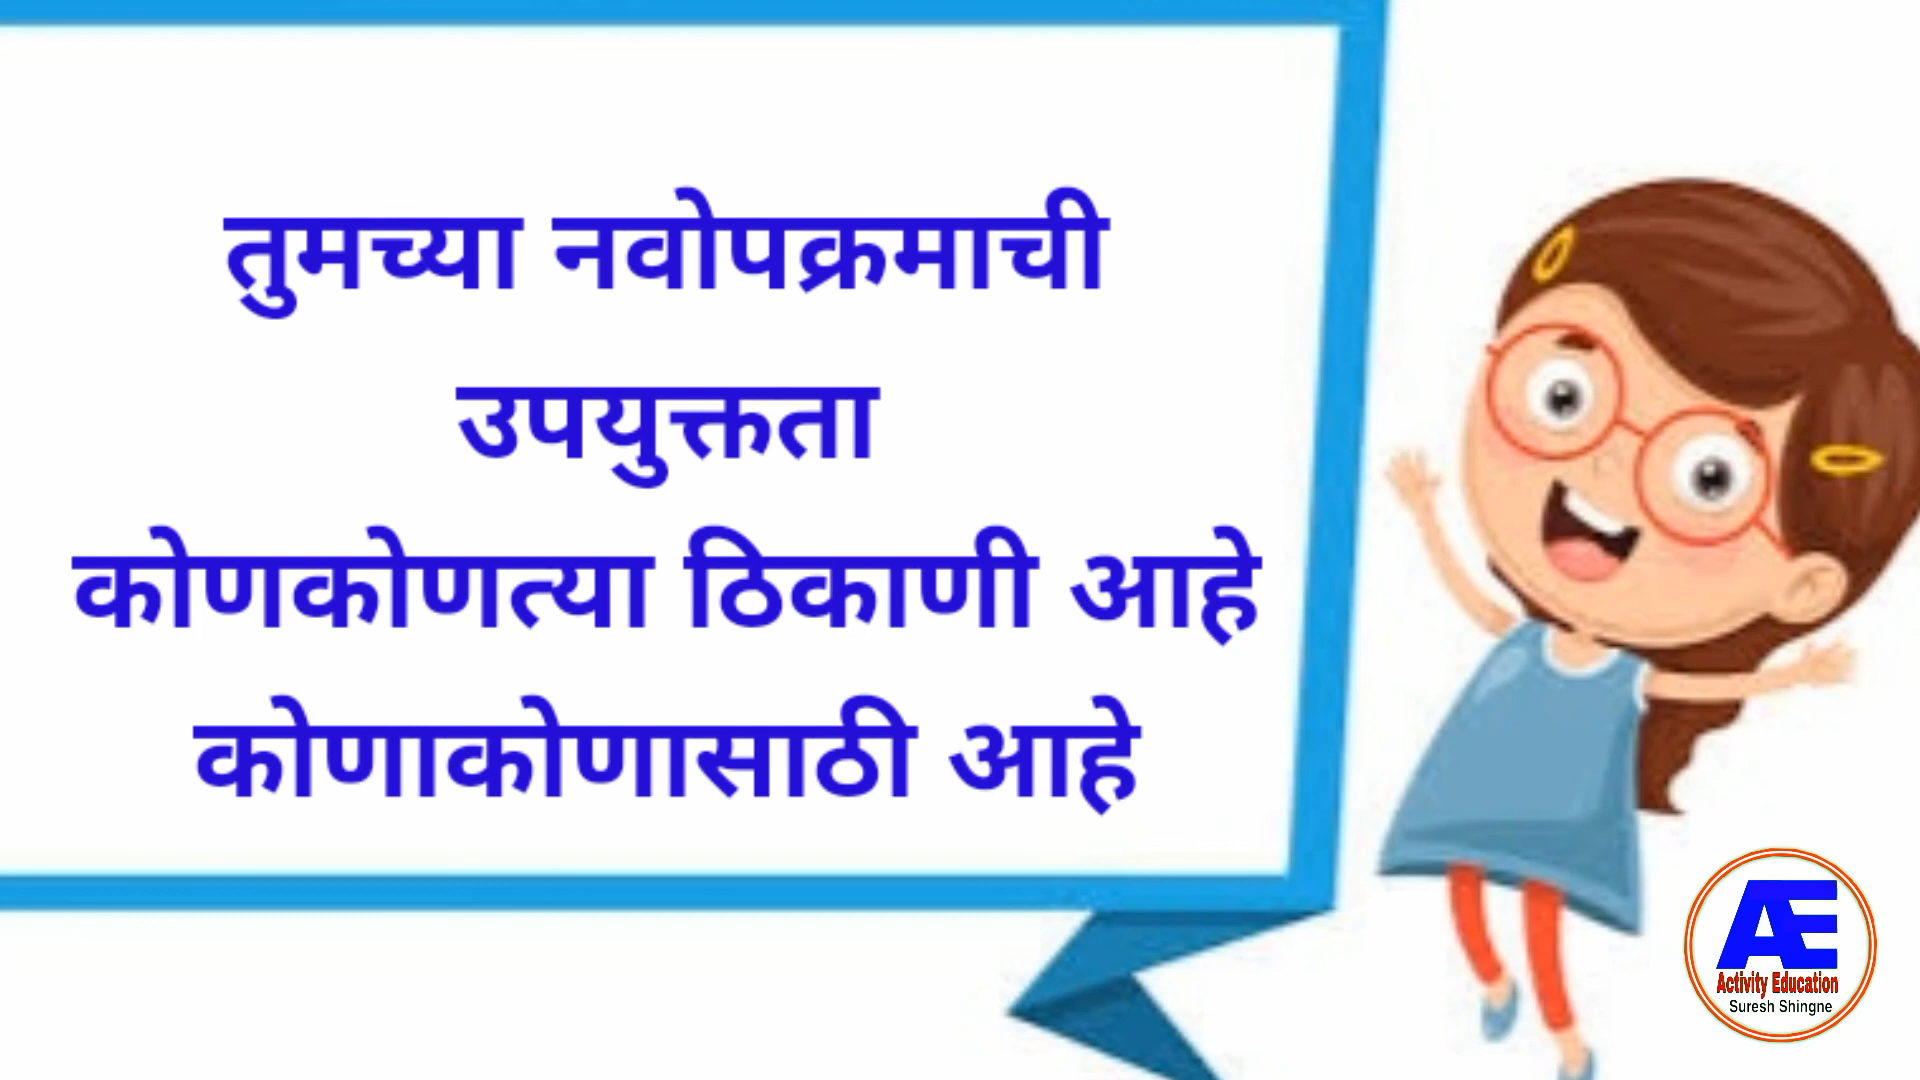 तुमच्या नवोपक्रमाची
उपयुक्तता
कोणकोणत्या ठिकाणी आहे
कोणाकोणासाठी आहे
AE
Activity Education
Suresh Shingne